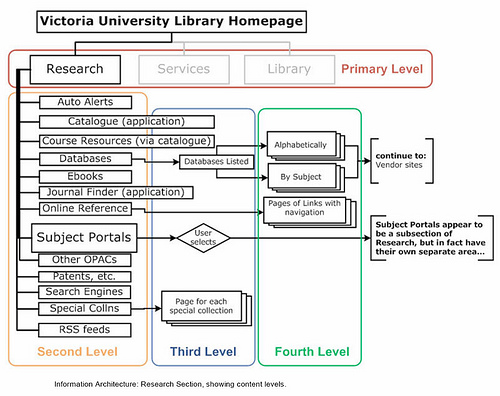 Victoria University Library Homepage
Research
Services
Library
Primary Level
Auto Alerts
Catalogue (application)
Course Resources (via catalogue)
Databases
Ebooks
Journal Finder (application)
Online Reference
Subject Portals
Other OPACs
Patents, etc.
Search Engines
Special Collns
RSS feeds
Second Level
Databases Listed
User
selects
Page for each
special collection
Third Level
Alphabetically
By Subject
Pages of Links with
navigation
Fourth Level
continue to:
Vendor sites
Subject Portals appear to
be a subsection of
Research, but in fact have
their own separate area...
Information Architecture: Research Section, showing content levels.